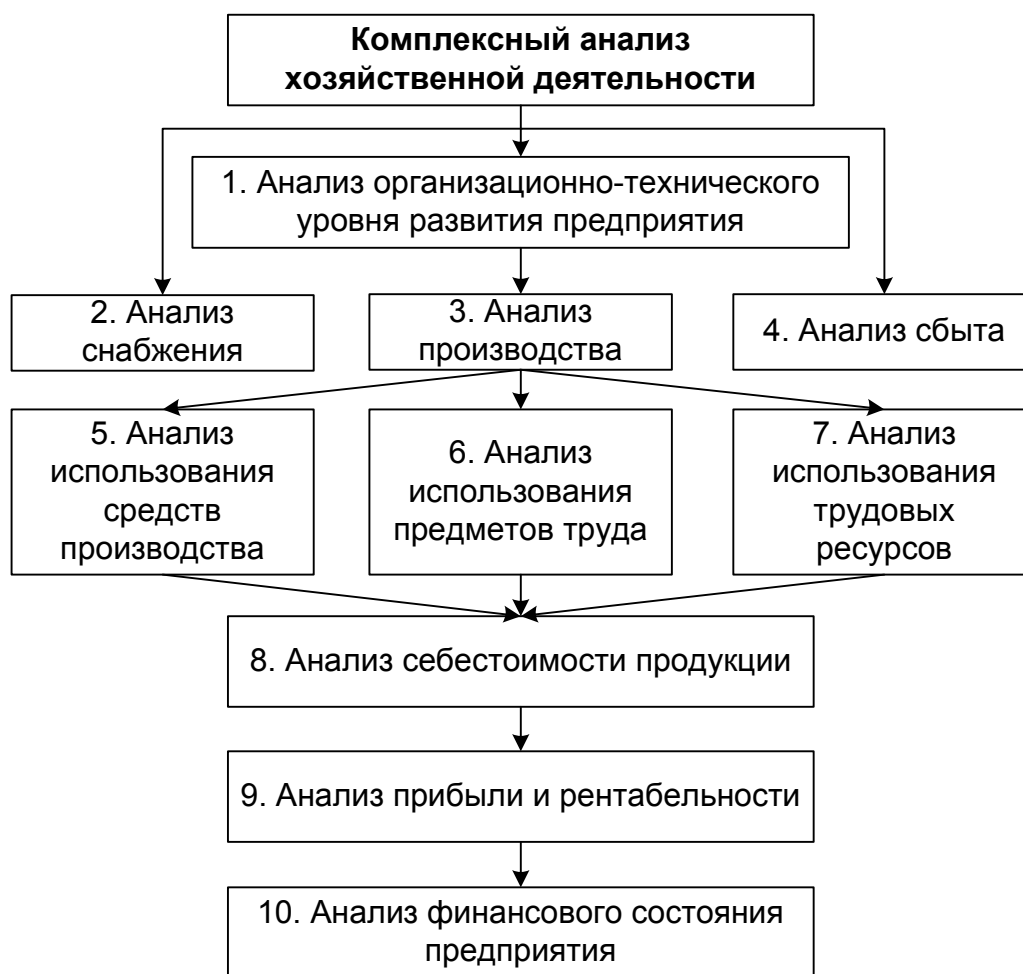 Комплексный анализ
хозяйственной деятельности
1. Анализ организационно-технического
уровня развития предприятия
2. Анализ
снабжения
3. Анализ
производства
4. Анализ сбыта
5. Анализ
использования
средств
производства
6. Анализ
использования
предметов труда
7. Анализ
использования
трудовых
ресурсов
8. Анализ себестоимости продукции
9. Анализ прибыли и рентабельности
10. Анализ финансового состояния
предприятия